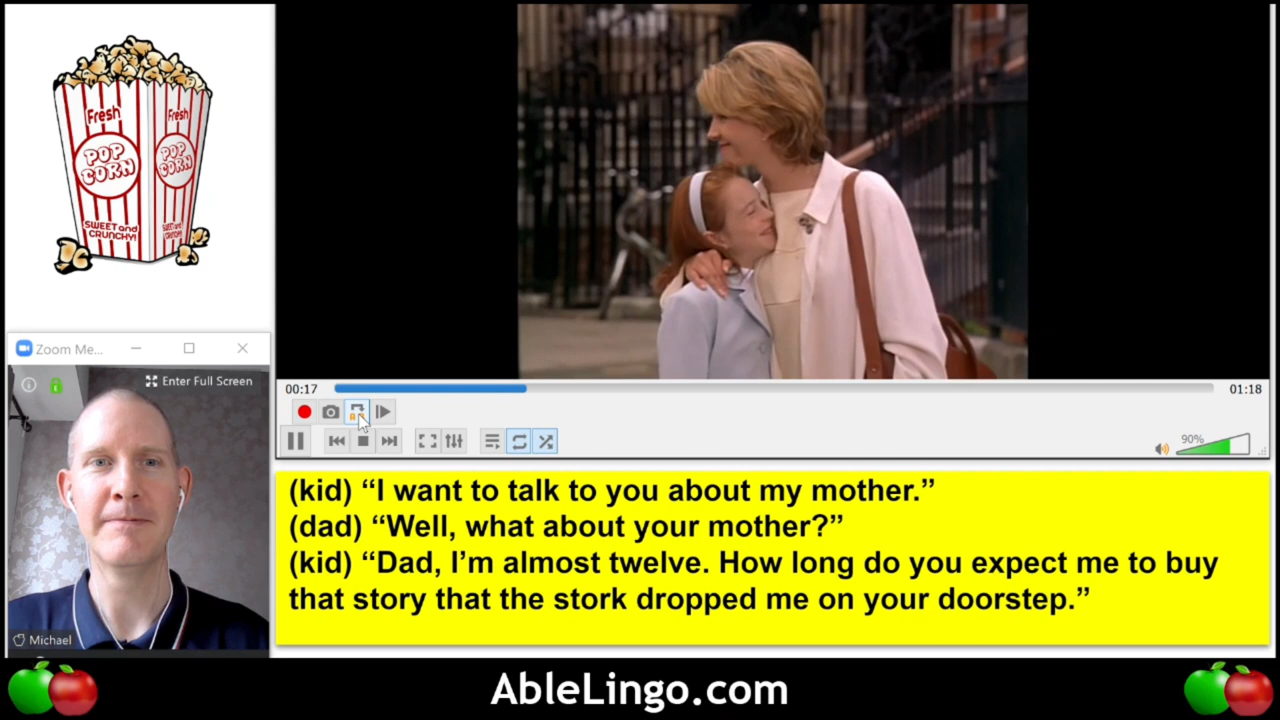 Fresh
Fresh
POP
CORN
POP
CORN
SWEET and
CRUNCHY!
SWEET and
CRUNCHY!
Zoom Me...
Enter Full Screen
Michael
00:17
01:18
90%
(kid) “I want to talk to you about my mother.”
(dad) “Well, what about your mother?”
(kid) “Dad, I’m almost twelve. How long do you expect me to buy
that story that the stork dropped me on your doorstep.”
AbleLingo.com